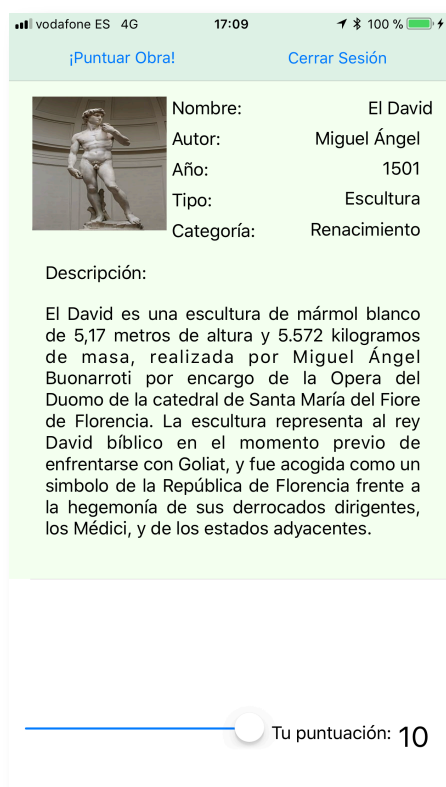 vodafone ES 4G 17:09 100 %
¡Puntuar Obra! Cerrar Sesión
Nombre: El David
Autor: Miguel Ángel
Año: 1501
Tipo: Escultura
Categoría: Renacimiento
Descripción:
El David es una escultura de mármol blanco
de 5,17 metros de altura y 5.572 kilogramos
de masa, realizada por Miguel Ángel
Buonarroti por encargo de la Opera del
Duomo de la catedral de Santa María del Fiore
de Florencia. La escultura representa al rey
David bíblico en el momento previo de
enfrentarse con Goliat, y fue acogida como un
simbolo de la República de Florencia frente a
la hegemonía de sus derrocados dirigentes,
los Médici, y de los estados adyacentes.
Tu puntuación: 10